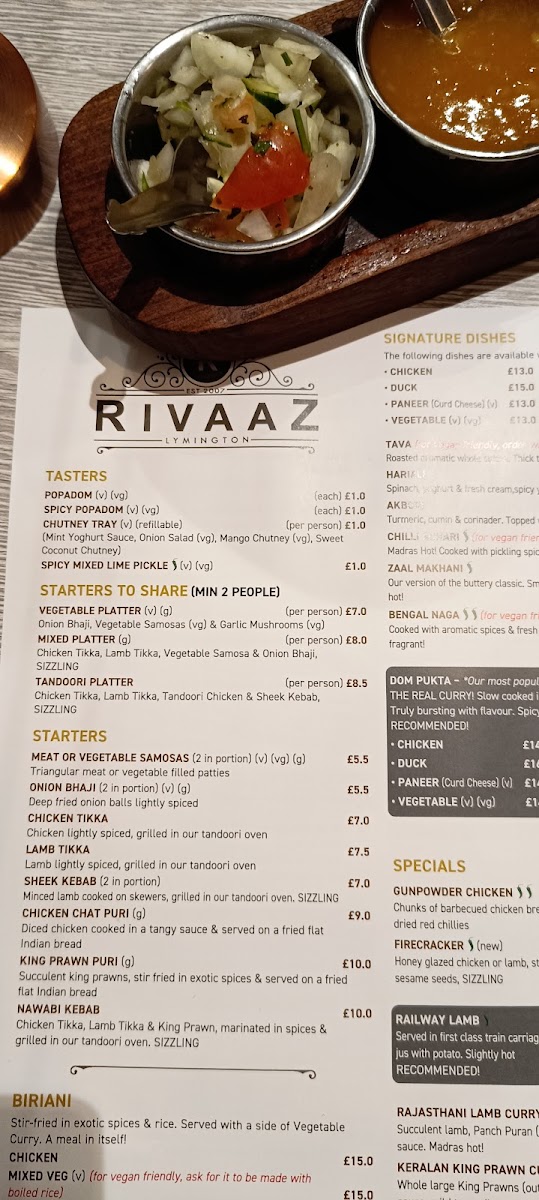 EST 2007
RIVAAZ
LYMINGTON
TASTERS
POPADOM (v) (vg) (each) £1.0
SPICY POPADOM (v) (vg) (each) £1.0
CHUTNEY TRAY (v) (refillable) (per person) £1.0
(Mint Yoghurt Sauce, Onion Salad (vg), Mango Chutney (vg), Sweet
Coconut Chutney)
SPICY MIXED LIME PICKLE (v) (vg) £1.0
STARTERS TO SHARE (MIN 2 PEOPLE)
VEGETABLE PLATTER (v) (g) (per person) £7.0
Onion Bhaji, Vegetable Samosas (vg) & Garlic Mushrooms (vg)
MIXED PLATTER (g) (per person) £8.0
Chicken Tikka, Lamb Tikka, Vegetable Samosa & Onion Bhaji,
SIZZLING
TANDOORI PLATTER (per person) £8.5
Chicken Tikka, Lamb Tikka, Tandoori Chicken & Sheek Kebab,
SIZZLING
STARTERS
MEAT OR VEGETABLE SAMOSAS (2 in portion) (v) (vg) (g) £5.5
Triangular meat or vegetable filled patties
ONION BHAJI (2 in portion) (v) (g) £5.5
Deep fried onion balls lightly spiced
CHICKEN TIKKA £7.0
Chicken lightly spiced, grilled in our tandoori oven
LAMB TIKKA £7.5
Lamb lightly spiced, grilled in our tandoori oven
SHEEK KEBAB (2 in portion) £7.0
Minced lamb cooked on skewers, grilled in our tandoori oven. SIZZLING
CHICKEN CHAT PURI (g) £9.0
Diced chicken cooked in a tangy sauce & served on a fried flat
Indian bread
KING PRAWN PURI (g) £10.0
Succulent king prawns, stir fried in exotic spices & served on a fried
flat Indian bread
NAWABI KEBAB £10.0
Chicken Tikka, Lamb Tikka & King Prawn, marinated in spices &
grilled in our tandoori oven. SIZZLING
BIRIANI
Stir-fried in exotic spices & rice. Served with a side of Vegetable
Curry. A meal in itself!
CHICKEN £15.0
MIXED VEG (v) (for vegan friendly, ask for it to be made with
boiled rice) £15.0
SIGNATURE DISHES
The following dishes are available
• CHICKEN £13.0
• DUCK £15.0
• PANEER (Curd Cheese) (v) £13.0
• VEGETABLE (v) (vg) £13.0
TAVA
Roasted aromatic whole Thick
Spinach, yoghurt & fresh cream, spicy
Turmeric, cumin & corinader. Topped
CHILLI (for vegan
Madras Hot! Cooked with pickling
ZAAL MAKHANI
Our version of the buttery classic.
hot!
BENGAL NAGA (for vegan
Cooked with aromatic spices & fresh
fragrant!
DOM PUKTA – *Our most
THE REAL CURRY! Slow cooked
Truly bursting with flavour.
RECOMMENDED!
• CHICKEN
• DUCK
• PANEER (Curd Cheese) (v)
• VEGETABLE (v) (vg)
SPECIALS
GUNPOWDER CHICKEN
Chunks of barbecued chicken
dried red chillies
FIRECRACKER (new)
Honey glazed chicken or lamb,
sesame seeds, SIZZLING
RAILWAY LAMB
Served in first class train
jus with potato. Slightly hot
RECOMMENDED!
RAJASTHANI LAMB CURRY
Succulent lamb, Panch Puran
sauce. Madras hot!
KERALAN KING PRAWN
Whole large King Prawns